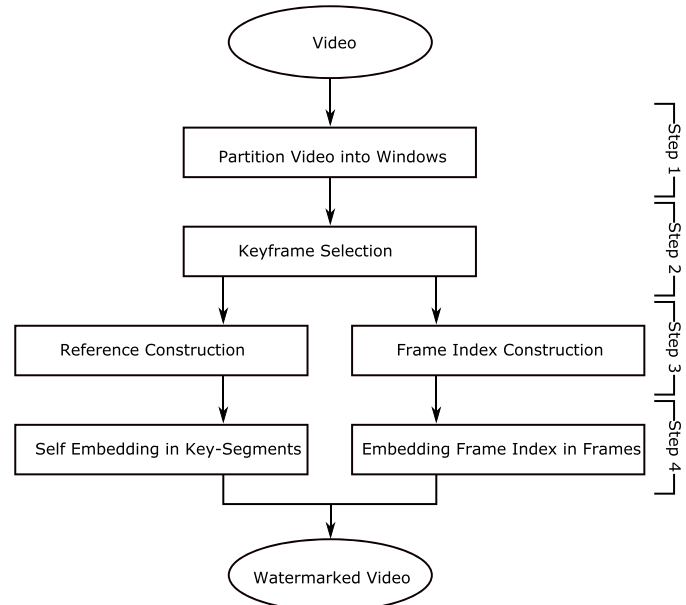 Video
Partition Video into Windows
Step 1
Keyframe Selection
Step 2
Reference Construction
Frame Index Construction
Step 3
Self Embedding in Key-Segments
Embedding Frame Index in Frames
Step 4
Watermarked Video